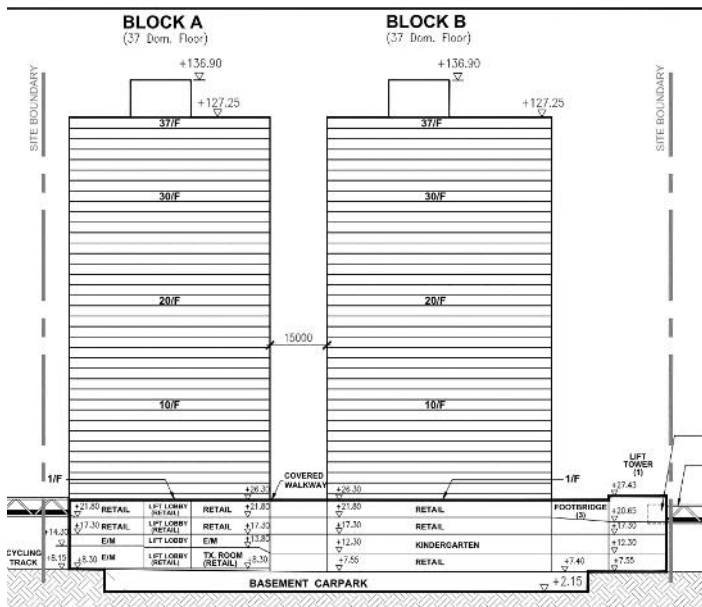 BLOCK A
(37 Dom. Floor)
BLOCK B
(37 Dom. Floor)
+136.90
+136.90
+127.25
+127.25
SITE BOUNDARY
SITE BOUNDARY
37/F
37/F
30/F
30/F
20/F
20/F
15000
10/F
10/F
1/F
+26.30
COVERED
WALKWAY
+26.30
1/F
LIFT
TOWER
(1)
+27.43
+21.80 RETAIL LIFT LOBBY (RETAIL) RETAIL +21.80
+21.80 RETAIL
FOOTBRIDGE
(3)
+20.65
+17.30 RETAIL LIFT LOBBY (RETAIL) RETAIL +17.30
+17.30 RETAIL
+17.30
+14.30
E/M LIFT LOBBY E/M +13.80
+12.30 KINDERGARTEN
+12.30
CYCLING
TRACK
+8.15
+8.30 E/M LIFT LOBBY (RETAIL) TX. ROOM (RETAIL) +8.30
+7.55 RETAIL
+7.40
+7.55
BASEMENT CARPARK
+2.15